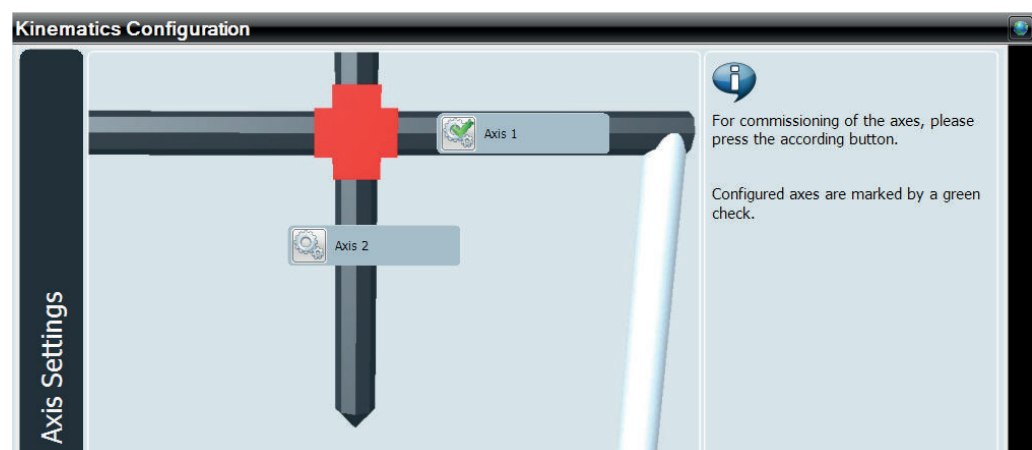 Kinematics Configuration
Axis Settings
Axis 1
Axis 2
For commissioning of the axes, please
press the according button.
Configured axes are marked by a green
check.